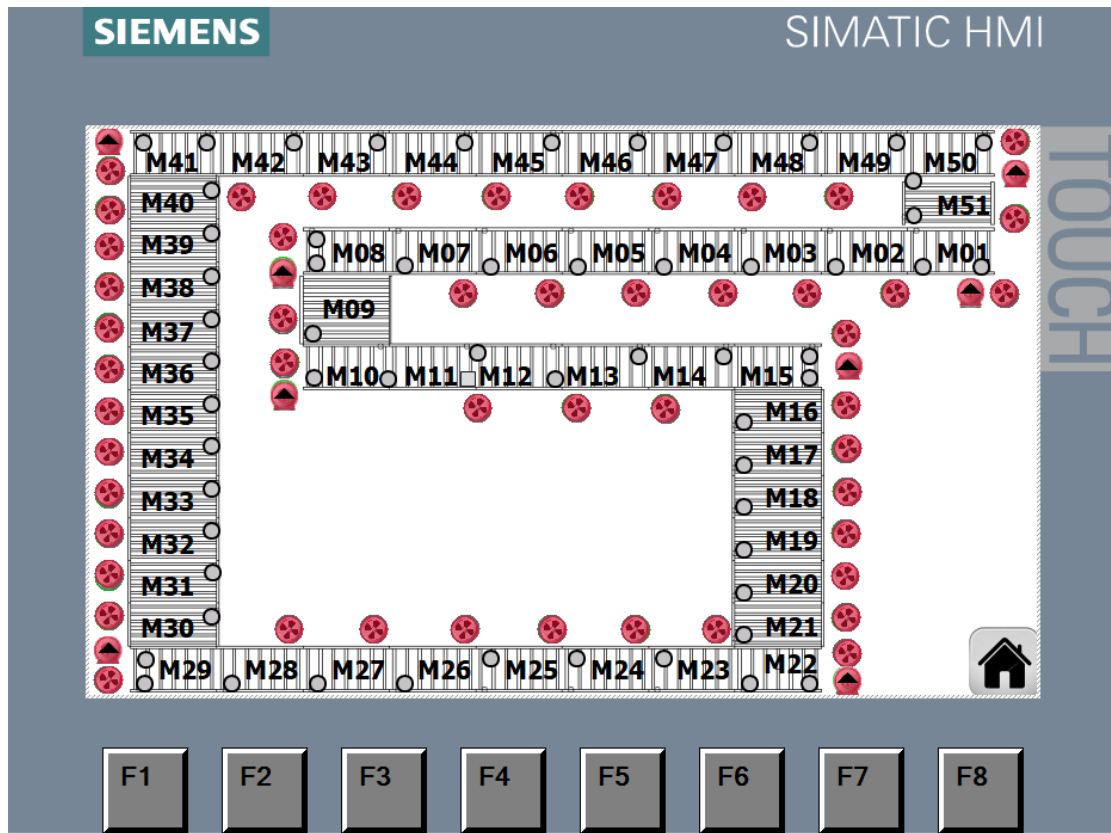 SIEMENS
SIMATIC HMI
TOUCH
M41 M42 M43 M44 M45 M46 M47 M48 M49 M50
M40
M51
M39
M08 M07 M06 M05 M04 M03 M02 M01
M38
M09
M37
M36
M10 M11 M12 M13 M14 M15
M35
M16
M34
M17
M33
M18
M32
M19
M31
M20
M30
M21
M29 M28 M27 M26 M25 M24 M23 M22
F1 F2 F3 F4 F5 F6 F7 F8